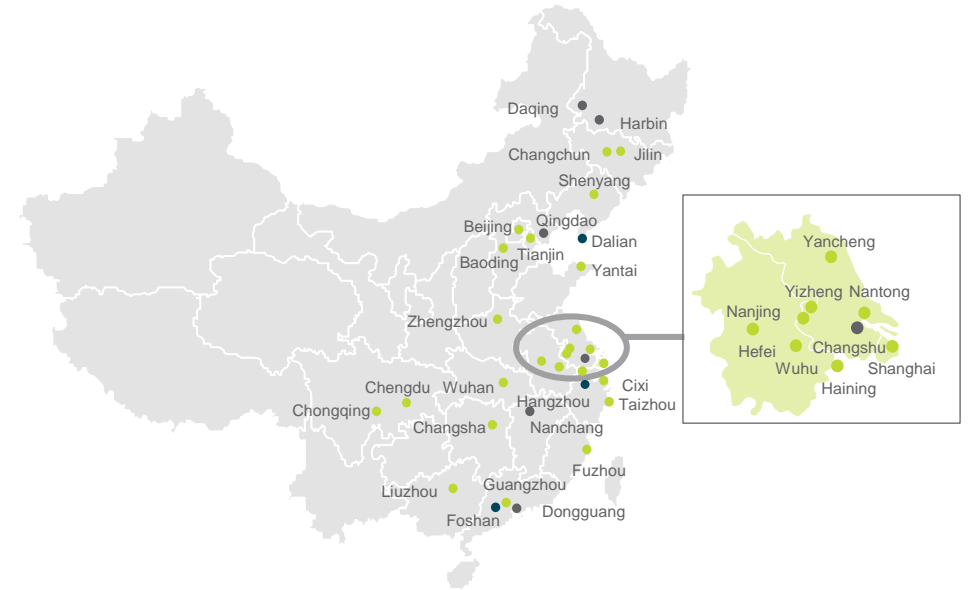 Daqing
Harbin
Changchun
Jilin
Shenyang
Qingdao
Beijing
Dalian
Tianjin
Baoding
Yantai
Zhengzhou
Chengdu
Wuhan
Cixi
Hangzhou
Taizhou
Chongqing
Changsha
Nanchang
Fuzhou
Guangzhou
Liuzhou
Dongguang
Foshan
Yancheng
Yizheng
Nantong
Nanjing
Hefei
Changshu
Wuhu
Shanghai
Haining